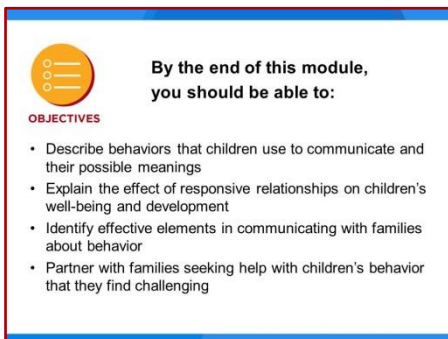 By the end of this module,
you should be able to:
OBJECTIVES
• Describe behaviors that children use to communicate and
their possible meanings
• Explain the effect of responsive relationships on children's
well-being and development
• Identify effective elements in communicating with families
about behavior
• Partner with families seeking help with children's behavior
that they find challenging